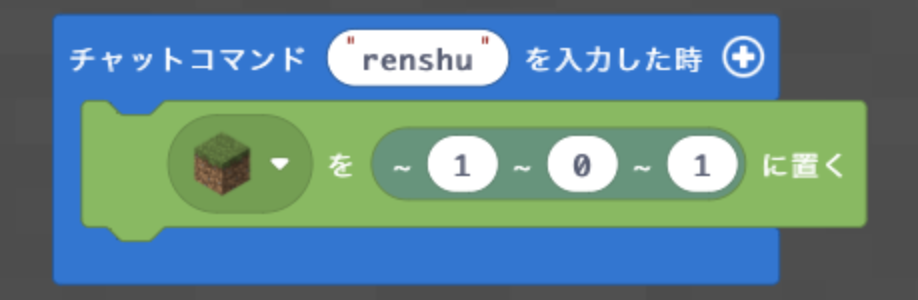 チャットコマンド "renshu" を入力した時
を ~ 1 ~ 0 ~ 1 に置く